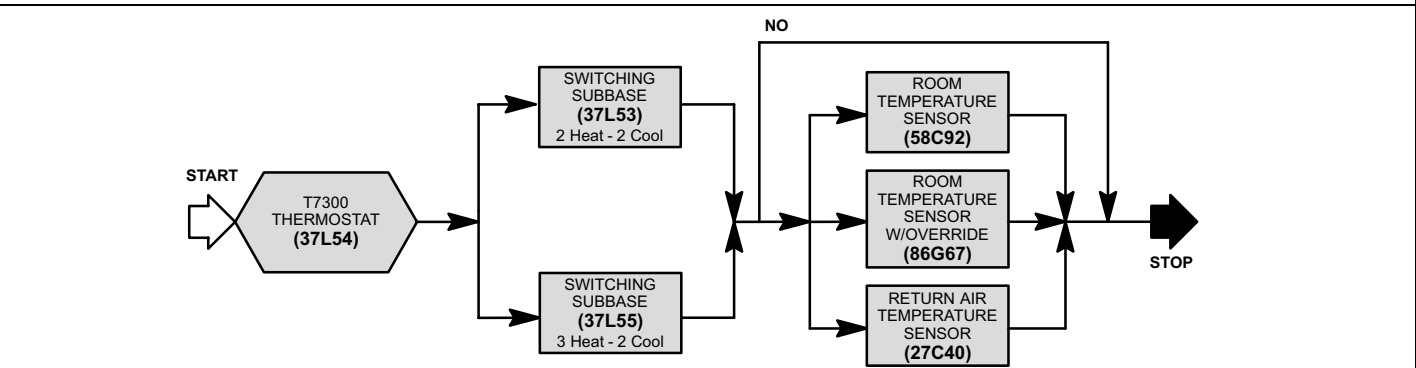 NO
START
T7300
THERMOSTAT
(37L54)
SWITCHING
SUBBASE
(37L53)
2 Heat - 2 Cool
SWITCHING
SUBBASE
(37L55)
3 Heat - 2 Cool
ROOM
TEMPERATURE
SENSOR
(58C92)
ROOM
TEMPERATURE
SENSOR
W/OVERRIDE
(86G67)
RETURN AIR
TEMPERATURE
SENSOR
(27C40)
STOP